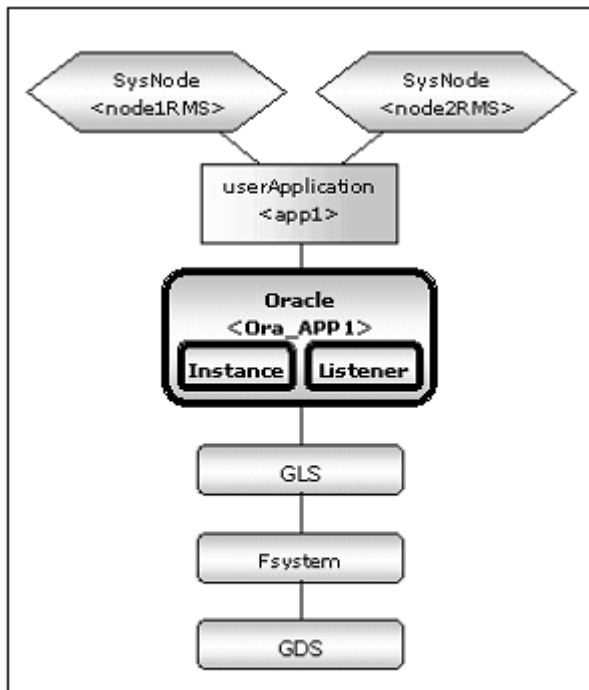 SysNode
<node1RMS>
SysNode
<node2RMS>
userApplication
<app1>
Oracle
<Ora_APP1>
Instance
Listener
GLS
Fsystem
GDS